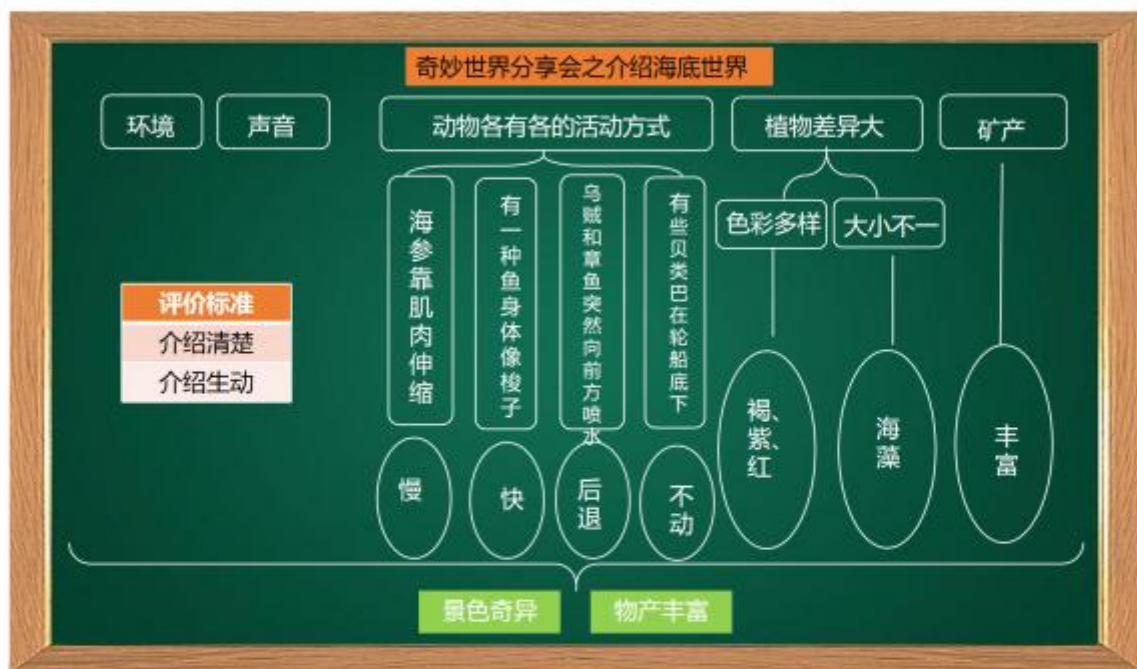 奇妙世界分享会之介绍海底世界
环境
声音
动物各有各的活动方式
植物差异大
矿产
海参靠肌肉伸缩
有一种鱼身体像梭子
乌贼和章鱼突然向前方喷水
有些贝类巴在轮船底下
色彩多样
大小不一
评价标准
介绍清楚
介绍生动
慢
快
后退
不动
褐、紫、红
海藻
丰富
景色奇异
物产丰富